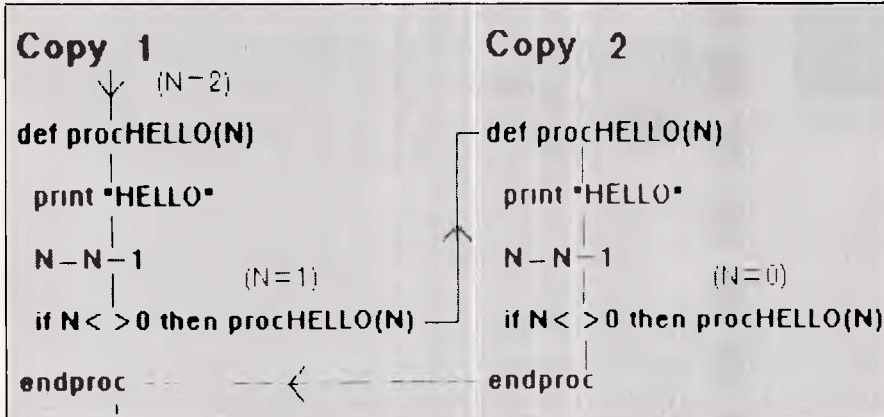 Copy 1
(N=2)
def procHELLO(N)
print "HELLO"
N=N-1
(N=1)
if N< >0 then procHELLO(N)
endproc
Copy 2
def procHELLO(N)
print "HELLO"
N=N-1
(N=0)
if N< >0 then procHELLO(N)
endproc